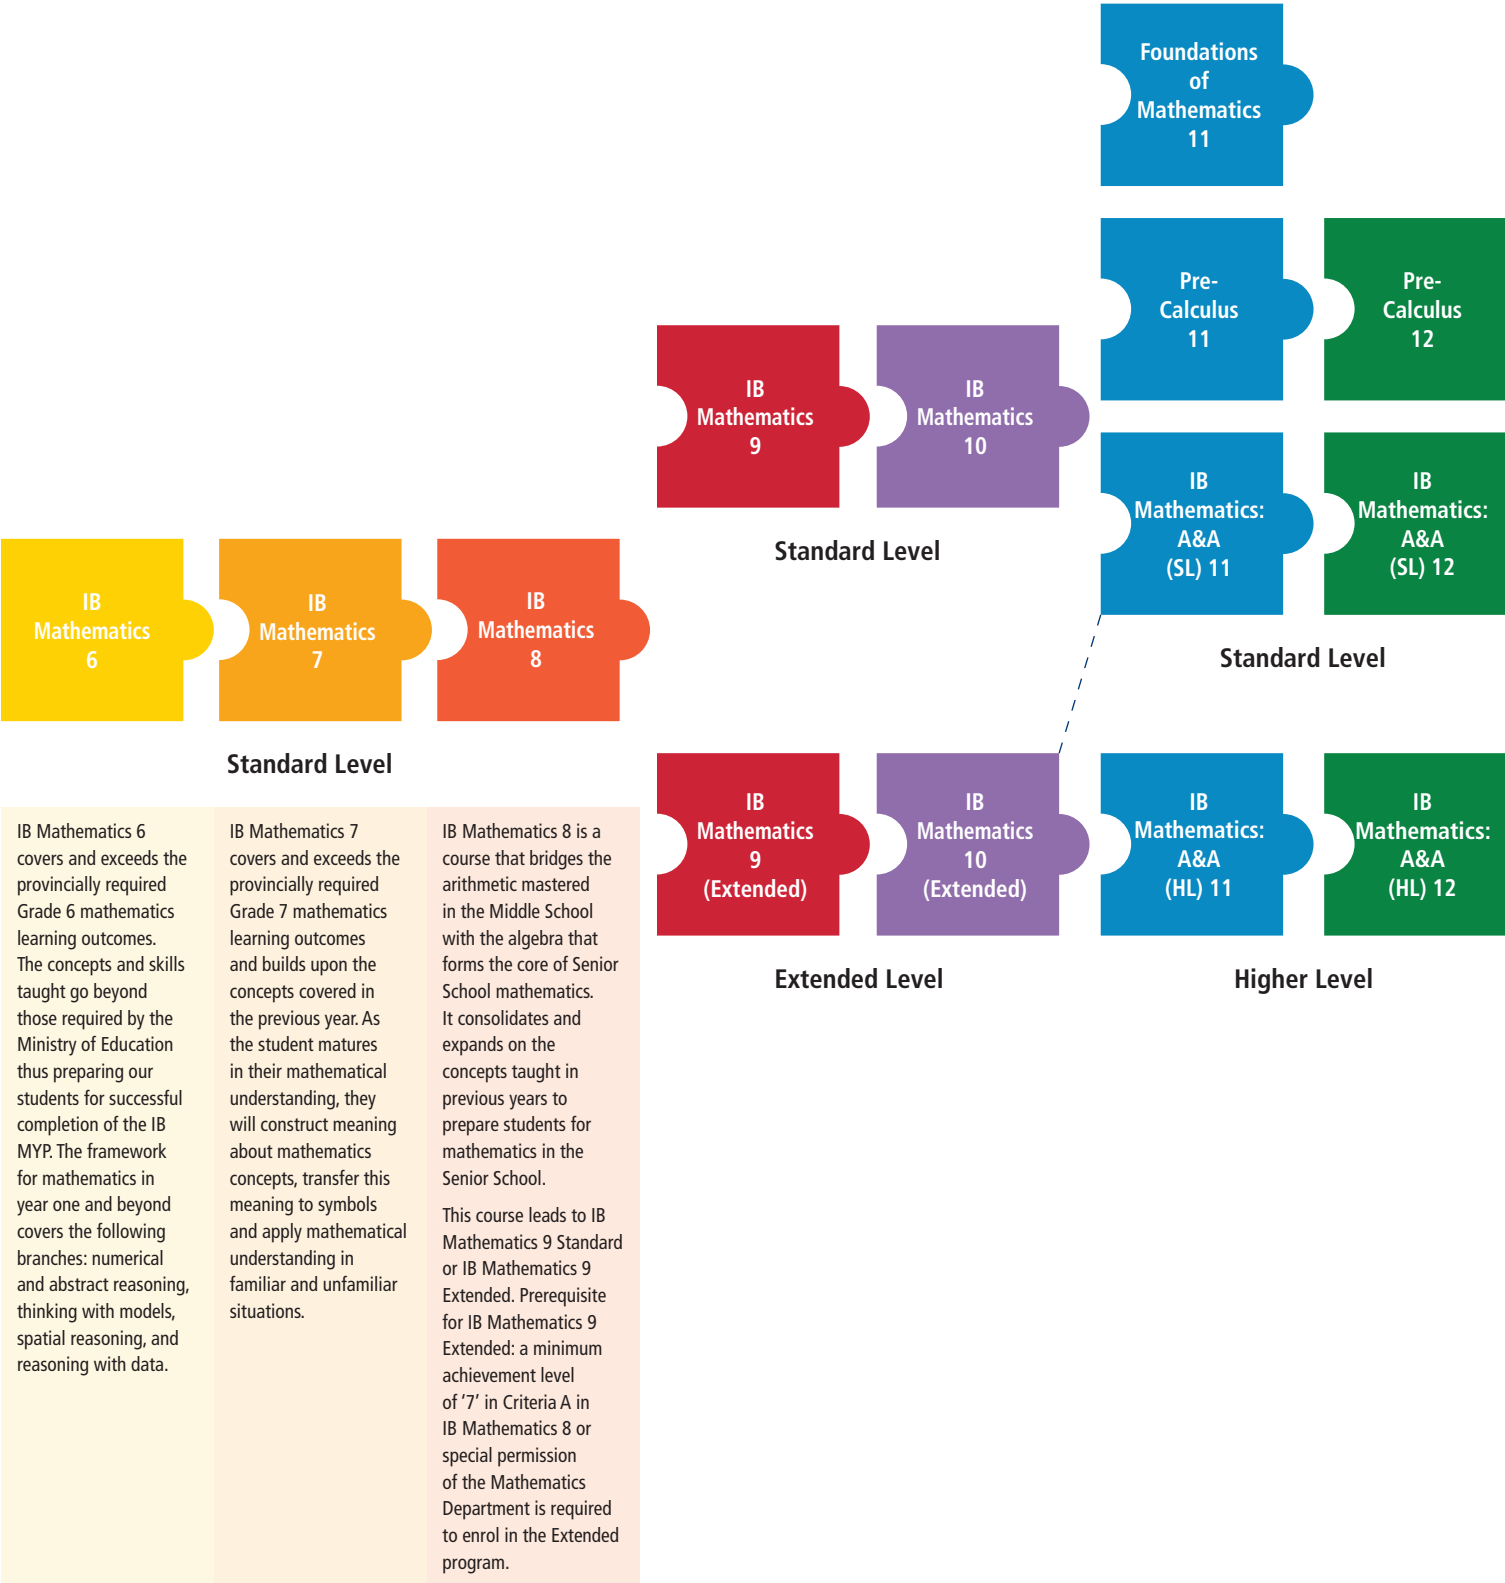 Foundations
of
Mathematics
11
Pre-
Calculus
11
Pre-
Calculus
12
IB
Mathematics
9
IB
Mathematics
10
Standard Level
IB
Mathematics:
A&A
(SL) 11
IB
Mathematics:
A&A
(SL) 12
Standard Level
IB
Mathematics
6
IB
Mathematics
7
IB
Mathematics
8
Standard Level
IB
Mathematics
9
(Extended)
IB
Mathematics
10
(Extended)
Extended Level
IB
Mathematics:
A&A
(HL) 11
IB
Mathematics:
A&A
(HL) 12
Higher Level
IB Mathematics 6
covers and exceeds the
provincially required
Grade 6 mathematics
learning outcomes.
The concepts and skills
taught go beyond
those required by the
Ministry of Education
thus preparing our
students for successful
completion of the IB
MYP. The framework
for mathematics in
year one and beyond
covers the following
branches: numerical
and abstract reasoning,
thinking with models,
spatial reasoning, and
reasoning with data.
IB Mathematics 7
covers and exceeds the
provincially required
Grade 7 mathematics
learning outcomes
and builds upon the
concepts covered in
the previous year. As
the student matures
in their mathematical
understanding, they
will construct meaning
about mathematics
concepts, transfer this
meaning to symbols
and apply mathematical
understanding in
familiar and unfamiliar
situations.
IB Mathematics 8 is a
course that bridges the
arithmetic mastered
in the Middle School
with the algebra that
forms the core of Senior
School mathematics.
It consolidates and
expands on the
concepts taught in
previous years to
prepare students for
mathematics in the
Senior School.
This course leads to IB
Mathematics 9 Standard
or IB Mathematics 9
Extended. Prerequisite
for IB Mathematics 9
Extended: a minimum
achievement level
of ‘7’ in Criteria A in
IB Mathematics 8 or
special permission
of the Mathematics
Department is required
to enrol in the Extended
program.